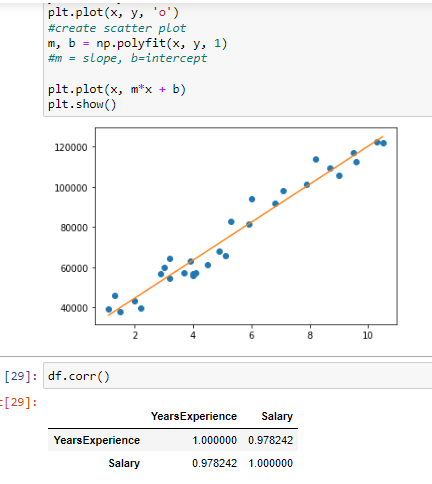 plt.plot(x, y, 'o')
#create scatter plot
m, b = np.polyfit(x, y, 1)
#m = slope, b=intercept
plt.plot(x, m*x + b)
plt.show()
120000
100000
80000
60000
40000
2 4 6 8 10
[29]: df.corr()
t[29]:
YearsExperience Salary
YearsExperience 1.000000 0.978242
Salary 0.978242 1.000000